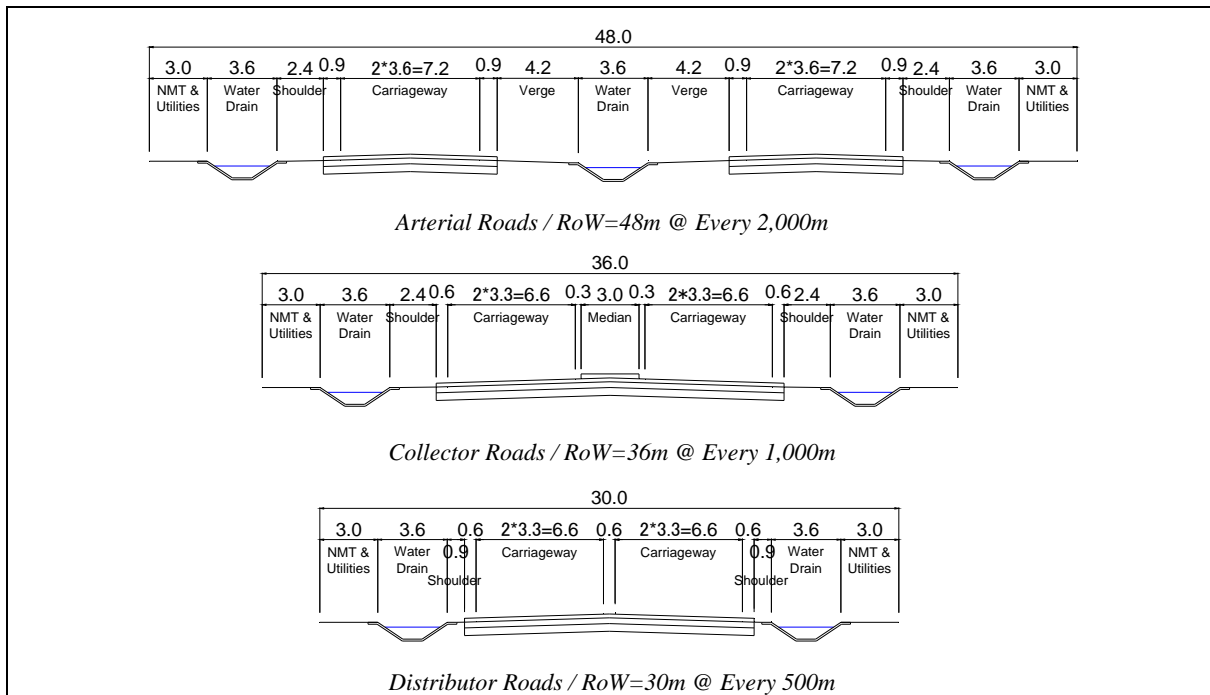 48.0
3.0 3.6 2.4 0.9 2*3.6=7.2 0.9 4.2 3.6 4.2 0.9 2*3.6=7.2 0.9 2.4 3.6 3.0
NMT & Water Shoulder Carriageway Verge Water Verge Carriageway Shoulder Water NMT &
Utilities Drain Drain Drain Utilities
Arterial Roads / RoW=48m @ Every 2,000m
36.0
3.0 3.6 2.4 0.6 2*3.3=6.6 0.3 3.0 0.3 2*3.3=6.6 0.6 2.4 3.6 3.0
NMT & Water Shoulder Carriageway Median Carriageway Shoulder Water NMT &
Utilities Drain Drain Utilities
Collector Roads / RoW=36m @ Every 1,000m
30.0
3.0 3.6 0.6 2*3.3=6.6 0.6 2*3.3=6.6 0.6 3.6 3.0
NMT & Water 0.9 Carriageway Carriageway 0.9 Water NMT &
Utilities Drain Drain Utilities
Shoulder Shoulder
Distributor Roads / RoW=30m @ Every 500m